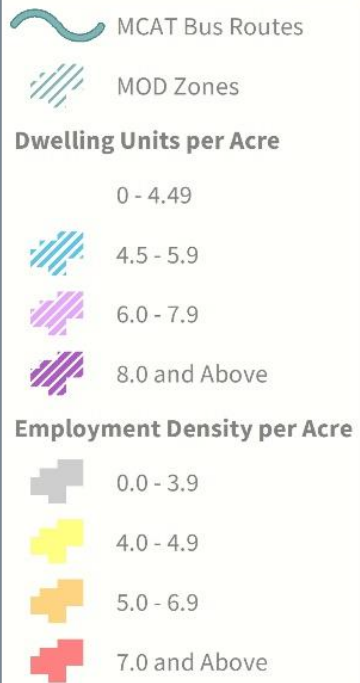 MCAT Bus Routes
MOD Zones
Dwelling Units per Acre
0 - 4.49
4.5 - 5.9
6.0 - 7.9
8.0 and Above
Employment Density per Acre
0.0 - 3.9
4.0 - 4.9
5.0 - 6.9
7.0 and Above